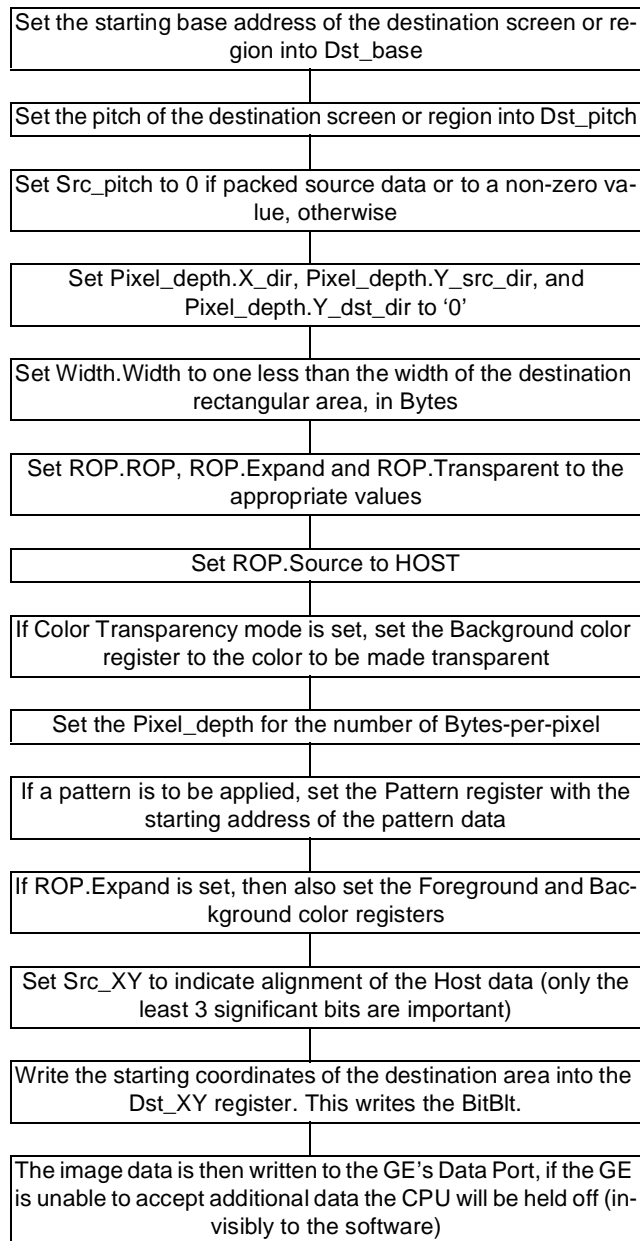 Set the starting base address of the destination screen or re-
gion into Dst_base
Set the pitch of the destination screen or region into Dst_pitch
Set Src_pitch to 0 if packed source data or to a non-zero va-
lue, otherwise
Set Pixel_depth.X_dir, Pixel_depth.Y_src_dir, and
Pixel_depth.Y_dst_dir to ‘0’
Set Width.Width to one less than the width of the destination
rectangular area, in Bytes
Set ROP.ROP, ROP.Expand and ROP.Transparent to the
appropriate values
Set ROP.Source to HOST
If Color Transparency mode is set, set the Background color
register to the color to be made transparent
Set the Pixel_depth for the number of Bytes-per-pixel
If a pattern is to be applied, set the Pattern register with the
starting address of the pattern data
If ROP.Expand is set, then also set the Foreground and Bac-
kground color registers
Set Src_XY to indicate alignment of the Host data (only the
least 3 significant bits are important)
Write the starting coordinates of the destination area into the
Dst_XY register. This writes the BitBlt.
The image data is then written to the GE’s Data Port, if the GE
is unable to accept additional data the CPU will be held off (in-
visibly to the software)